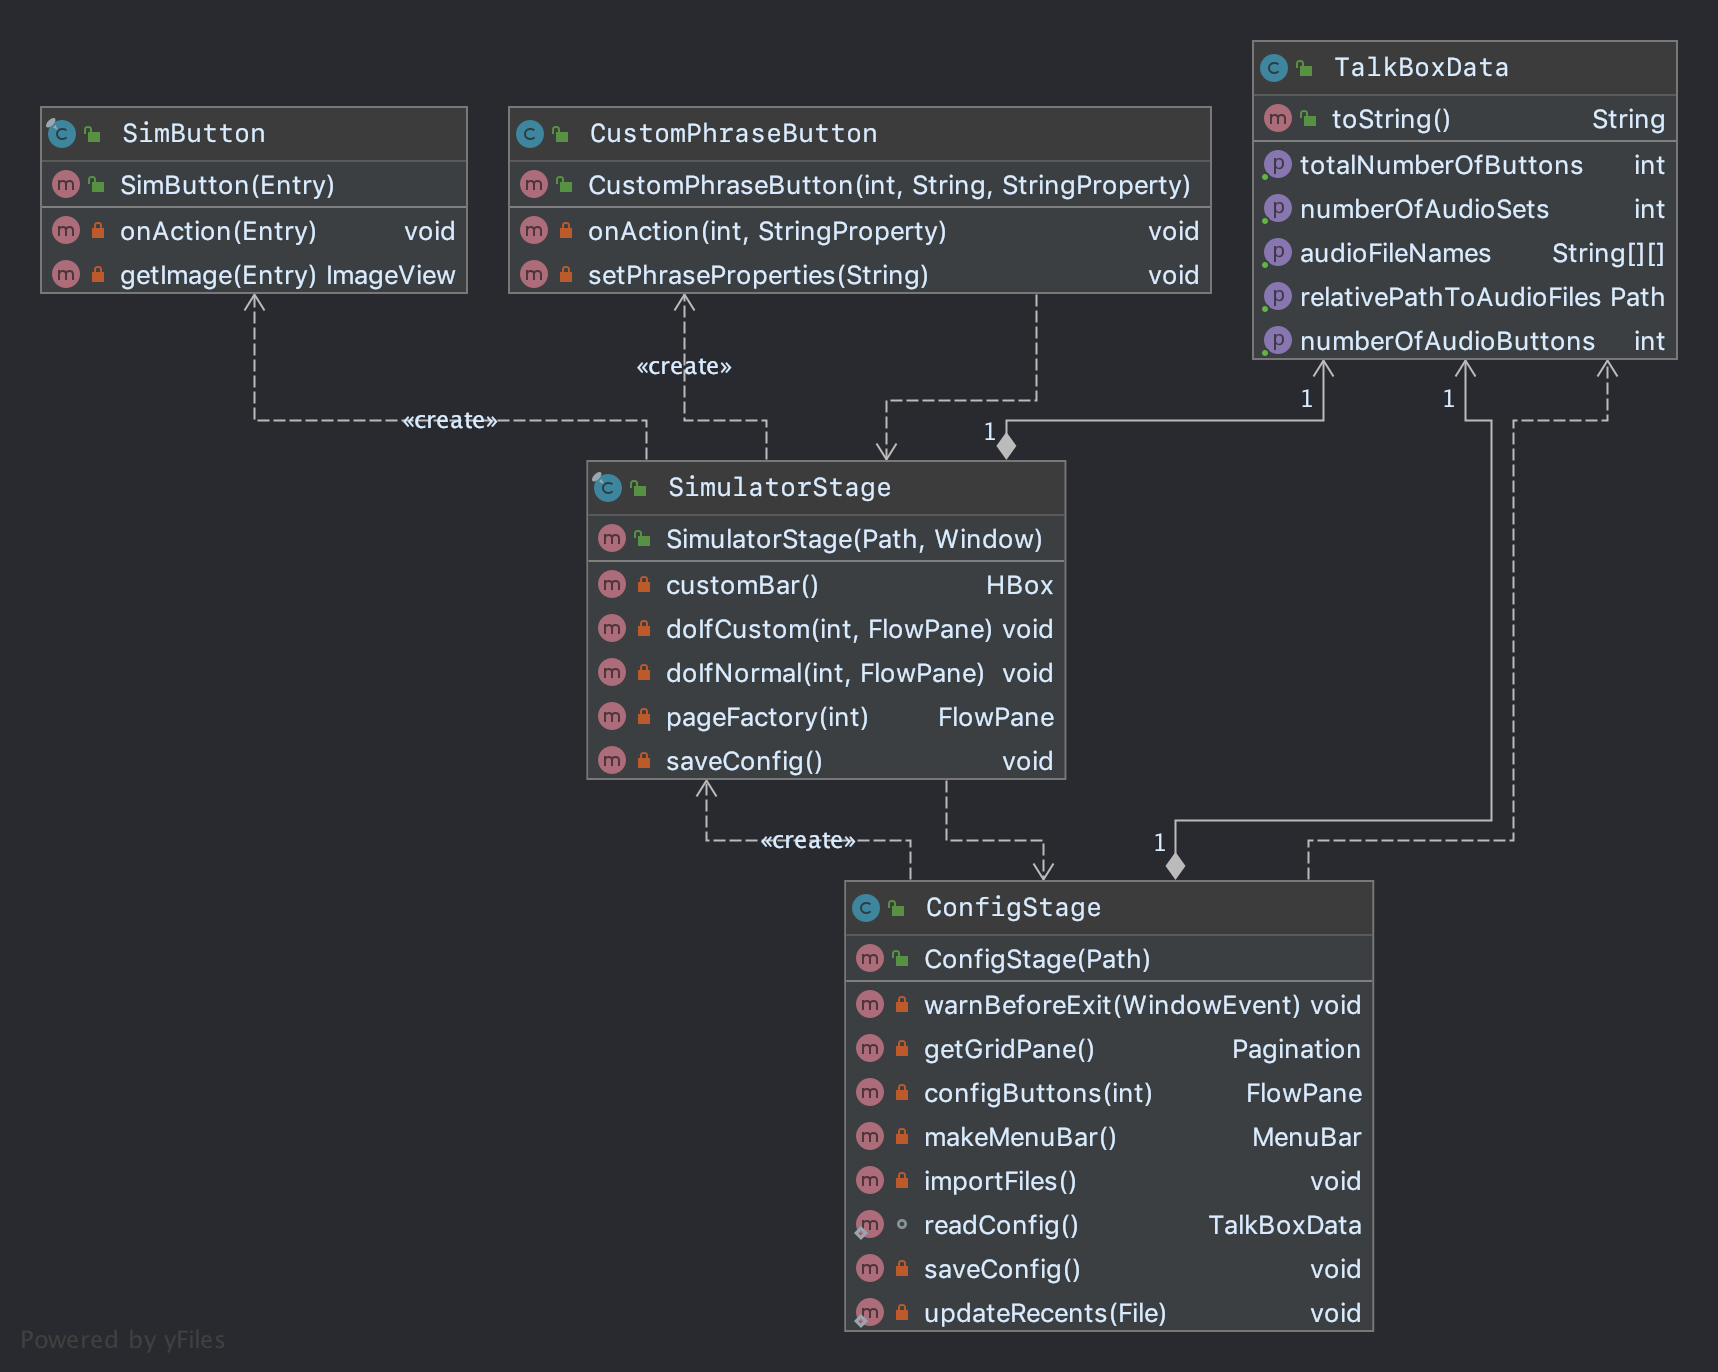 SimButton
SimButton(Entry)
onAction(Entry) void
getImage(Entry) ImageView
CustomPhraseButton
CustomPhraseButton(int, String, StringProperty)
onAction(int, StringProperty) void
setPhraseProperties(String) void
TalkBoxData
toString() String
totalNumberOfButtons int
numberOfAudioSets int
audioFileNames String[][]
relativePathToAudioFiles Path
numberOfAudioButtons int
«create»
«create»
1
1
1
SimulatorStage
SimulatorStage(Path, Window)
customBar() HBox
doIfCustom(int, FlowPane) void
doIfNormal(int, FlowPane) void
pageFactory(int) FlowPane
saveConfig() void
«create»
1
ConfigStage
ConfigStage(Path)
warnBeforeExit(WindowEvent) void
getGridPane() Pagination
configButtons(int) FlowPane
makeMenuBar() MenuBar
importFiles() void
readConfig() TalkBoxData
saveConfig() void
updateRecents(File) void
Powered by yFiles